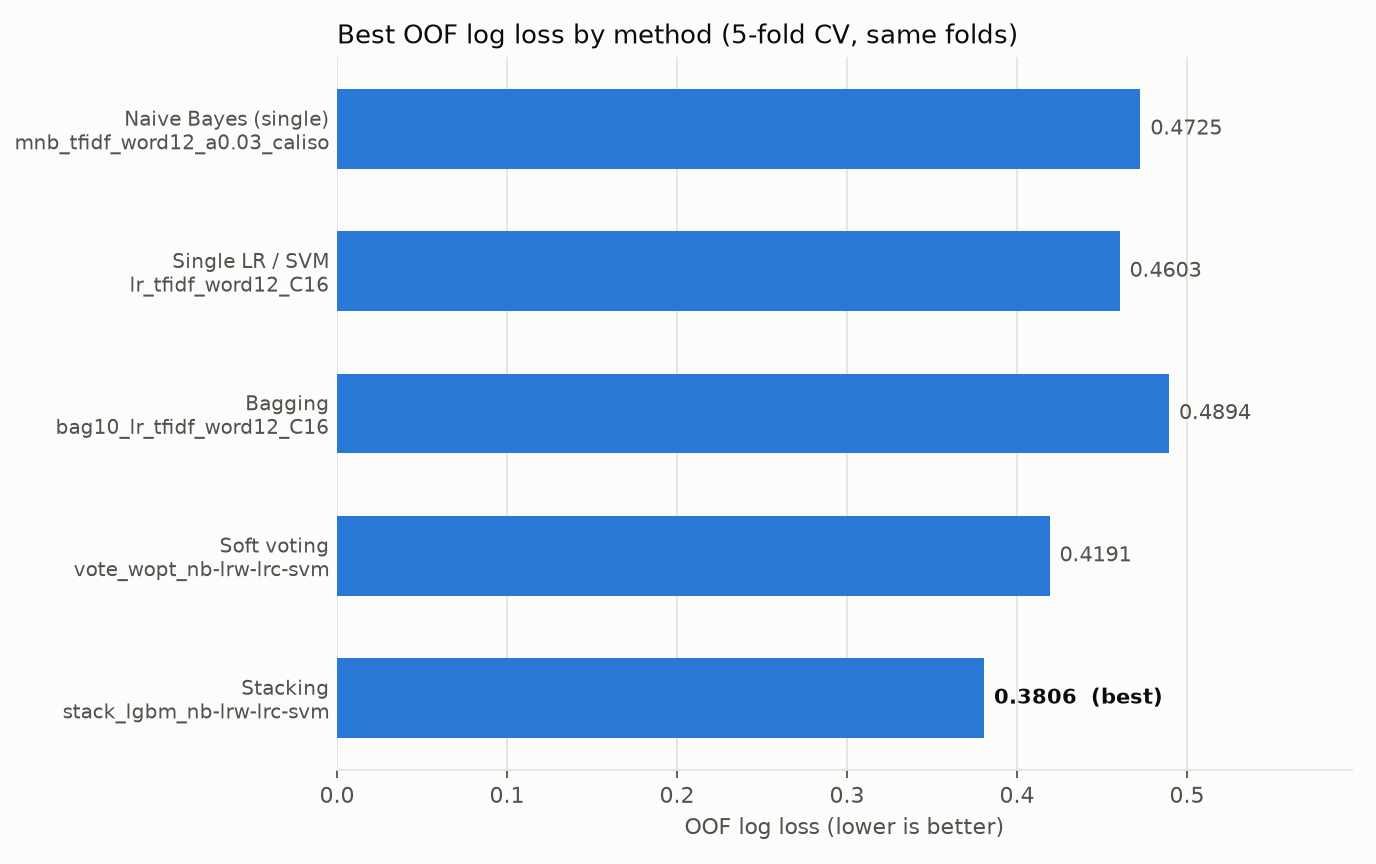 Best OOF log loss by method (5-fold CV, same folds)
Naive Bayes (single)
mnb_tfidf_word12_a0.03_caliso
0.4725
Single LR / SVM
lr_tfidf_word12_C16
0.4603
Bagging
bag10_lr_tfidf_word12_C16
0.4894
Soft voting
vote_wopt_nb-lrw-lrc-svm
0.4191
Stacking
stack_lgbm_nb-lrw-lrc-svm
0.3806 (best)
0.0 0.1 0.2 0.3 0.4 0.5
OOF log loss (lower is better)